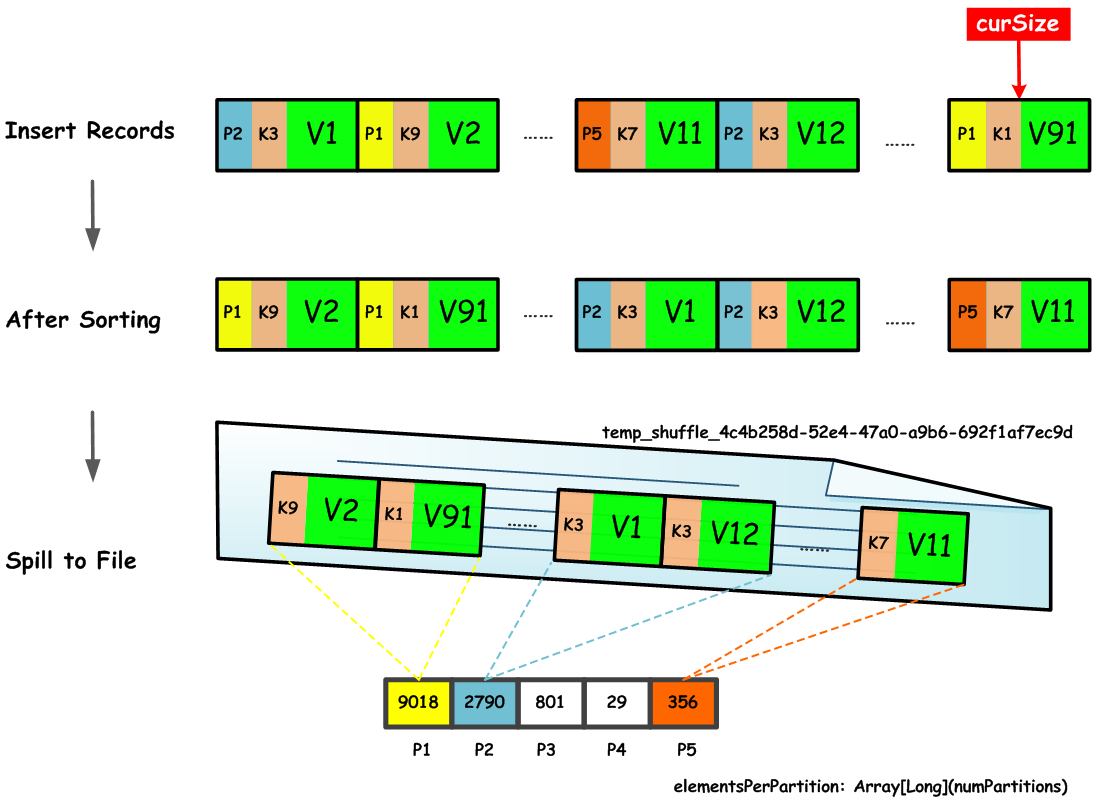 curSize
Insert Records
P2 K3 V1 P1 K9 V2 ...... P5 K7 V11 P2 K3 V12 ...... P1 K1 V91
After Sorting
P1 K9 V2 P1 K1 V91 ...... P2 K3 V1 P2 K3 V12 ...... P5 K7 V11
temp_shuffle_4c4b258d-52e4-47a0-a9b6-692f1af7ec9d
Spill to File
K9 V2 K1 V91 ...... K3 V1 K3 V12 ...... K7 V11
9018 2790 801 29 356
P1 P2 P3 P4 P5
elementsPerPartition: Array[Long](numPartitions)